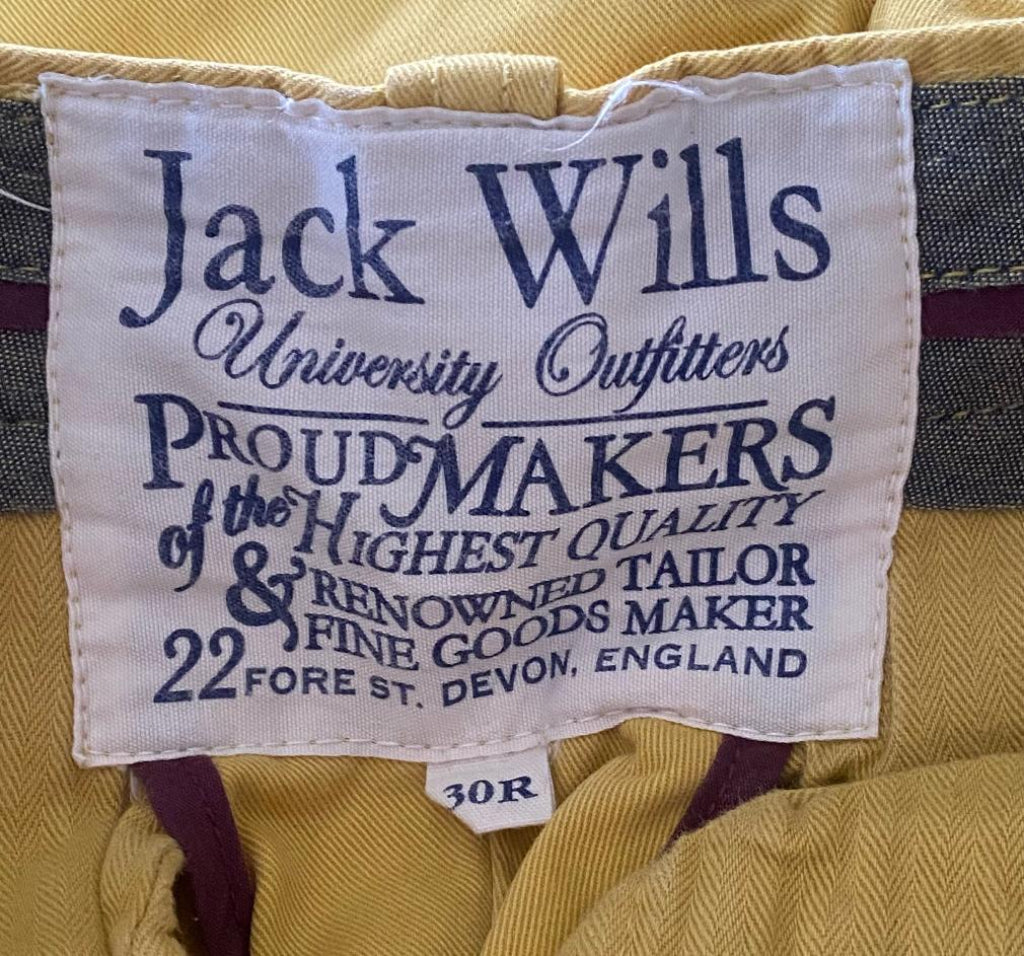 Jack Wills
University Outfitters
PROUD MAKERS
of the HIGHEST QUALITY
& RENOWNED TAILOR
FINE GOODS MAKER
22 FORE ST. DEVON, ENGLAND
30R